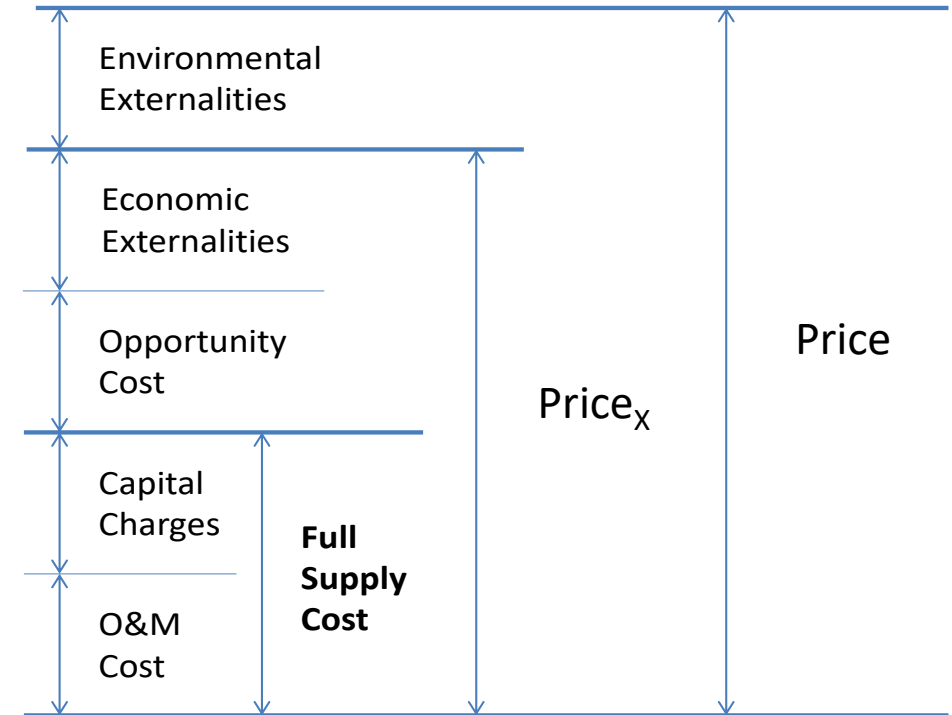 Environmental
Externalities
Economic
Externalities
Opportunity
Cost
Capital
Charges
O&M
Cost
Full
Supply
Cost
PriceX
Price